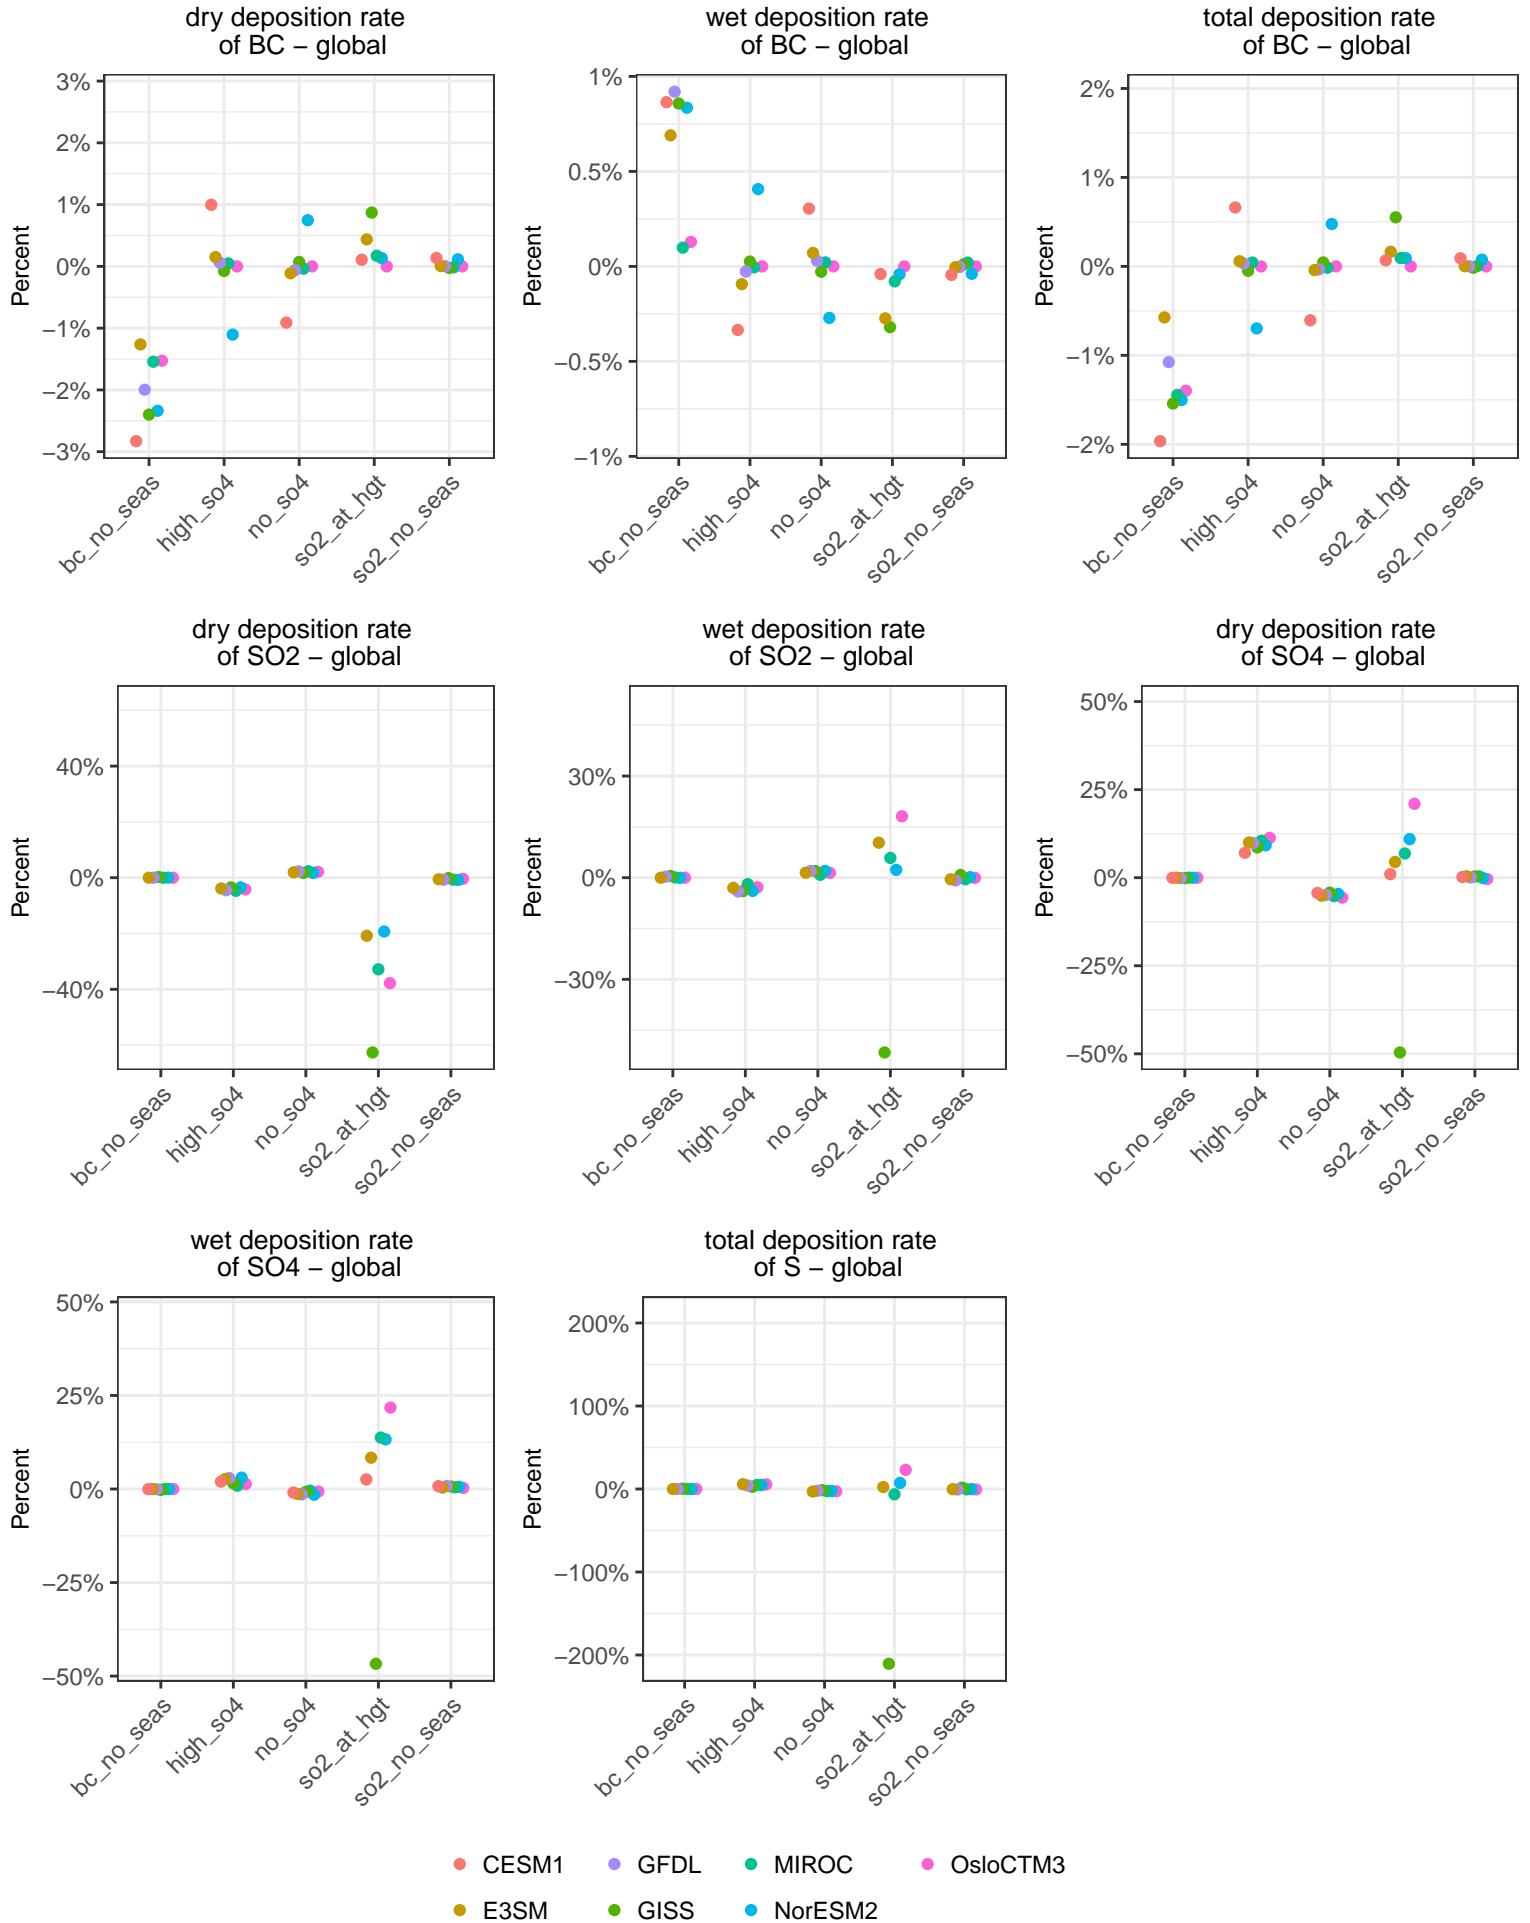 dry deposition rate
of BC – global
Percent
3%
2%
1%
0%
−1%
−2%
−3%
bc_no_seas
high_so4
no_so4
so2_at_hgt
so2_no_seas
wet deposition rate
of BC – global
Percent
1%
0.5%
0%
−0.5%
−1%
bc_no_seas
high_so4
no_so4
so2_at_hgt
so2_no_seas
total deposition rate
of BC – global
Percent
2%
1%
0%
−1%
−2%
bc_no_seas
high_so4
no_so4
so2_at_hgt
so2_no_seas
dry deposition rate
of SO2 – global
Percent
40%
0%
−40%
bc_no_seas
high_so4
no_so4
so2_at_hgt
so2_no_seas
wet deposition rate
of SO2 – global
Percent
30%
0%
−30%
bc_no_seas
high_so4
no_so4
so2_at_hgt
so2_no_seas
dry deposition rate
of SO4 – global
Percent
50%
25%
0%
−25%
−50%
bc_no_seas
high_so4
no_so4
so2_at_hgt
so2_no_seas
wet deposition rate
of SO4 – global
Percent
50%
25%
0%
−25%
−50%
bc_no_seas
high_so4
no_so4
so2_at_hgt
so2_no_seas
total deposition rate
of S – global
Percent
200%
100%
0%
−100%
−200%
bc_no_seas
high_so4
no_so4
so2_at_hgt
so2_no_seas
CESM1 GFDL MIROC OsloCTM3
E3SM GISS NorESM2